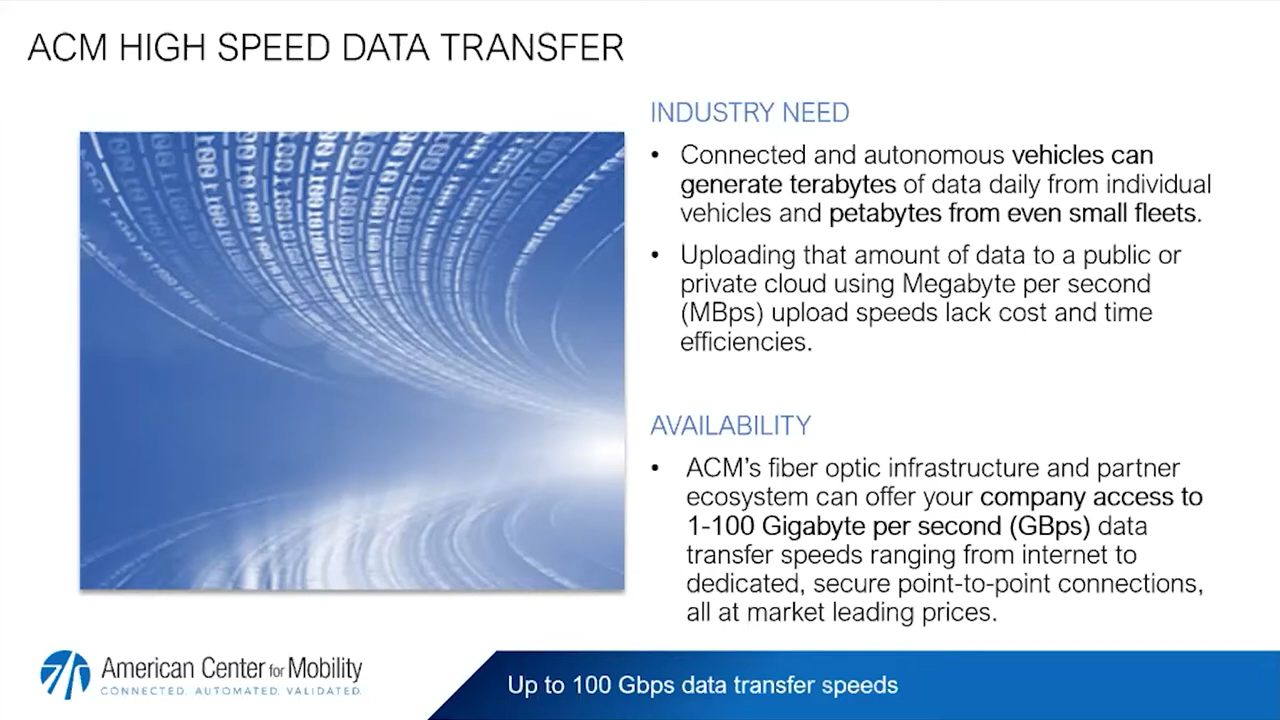 ACM HIGH SPEED DATA TRANSFER
INDUSTRY NEED
• Connected and autonomous vehicles can
generate terabytes of data daily from individual
vehicles and petabytes from even small fleets.
• Uploading that amount of data to a public or
private cloud using Megabyte per second
(MBps) upload speeds lack cost and time
efficiencies.
AVAILABILITY
• ACM's fiber optic infrastructure and partner
ecosystem can offer your company access to
1-100 Gigabyte per second (GBps) data
transfer speeds ranging from internet to
dedicated, secure point-to-point connections,
all at market leading prices.
American Center for Mobility
CONNECTED. AUTOMATED. VALIDATED.
Up to 100 Gbps data transfer speeds